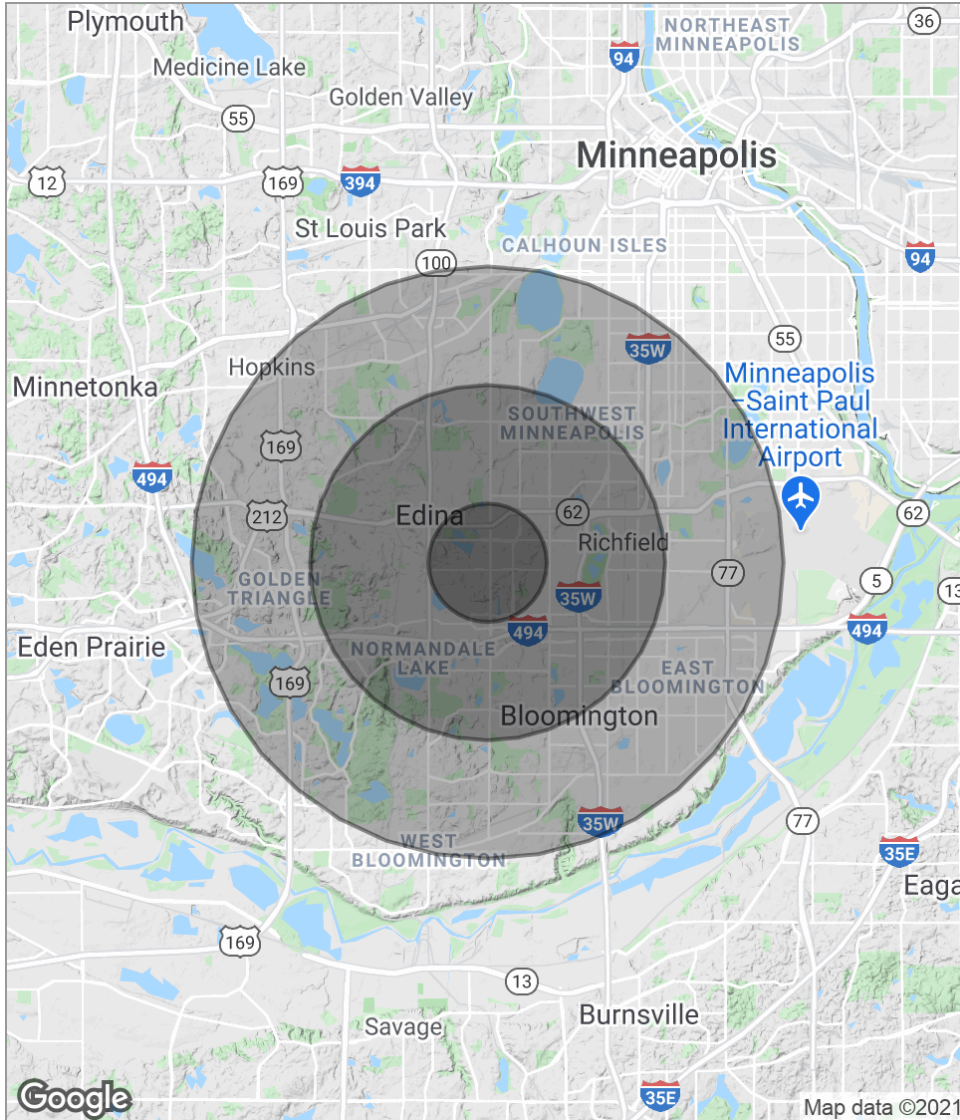 Plymouth
NORTHEAST
MINNEAPOLIS
36
94
Medicine Lake
Golden Valley
55
Minneapolis
12
169
394
St Louis Park
CALHOUN ISLES
100
94
55
35W
Hopkins
Minnetonka
Minneapolis
–Saint Paul
International
Airport
SOUTHWEST
MINNEAPOLIS
169
494
212
Edina
62
62
Richfield
77
5
13
GOLDEN
TRIANGLE
35W
494
494
Eden Prairie
NORMANDALE
LAKE
169
EAST
BLOOMINGTON
Bloomington
35W
77
WEST
BLOOMINGTON
35E
Eaga
169
13
Burnsville
Savage
35E
Google
Map data ©2021